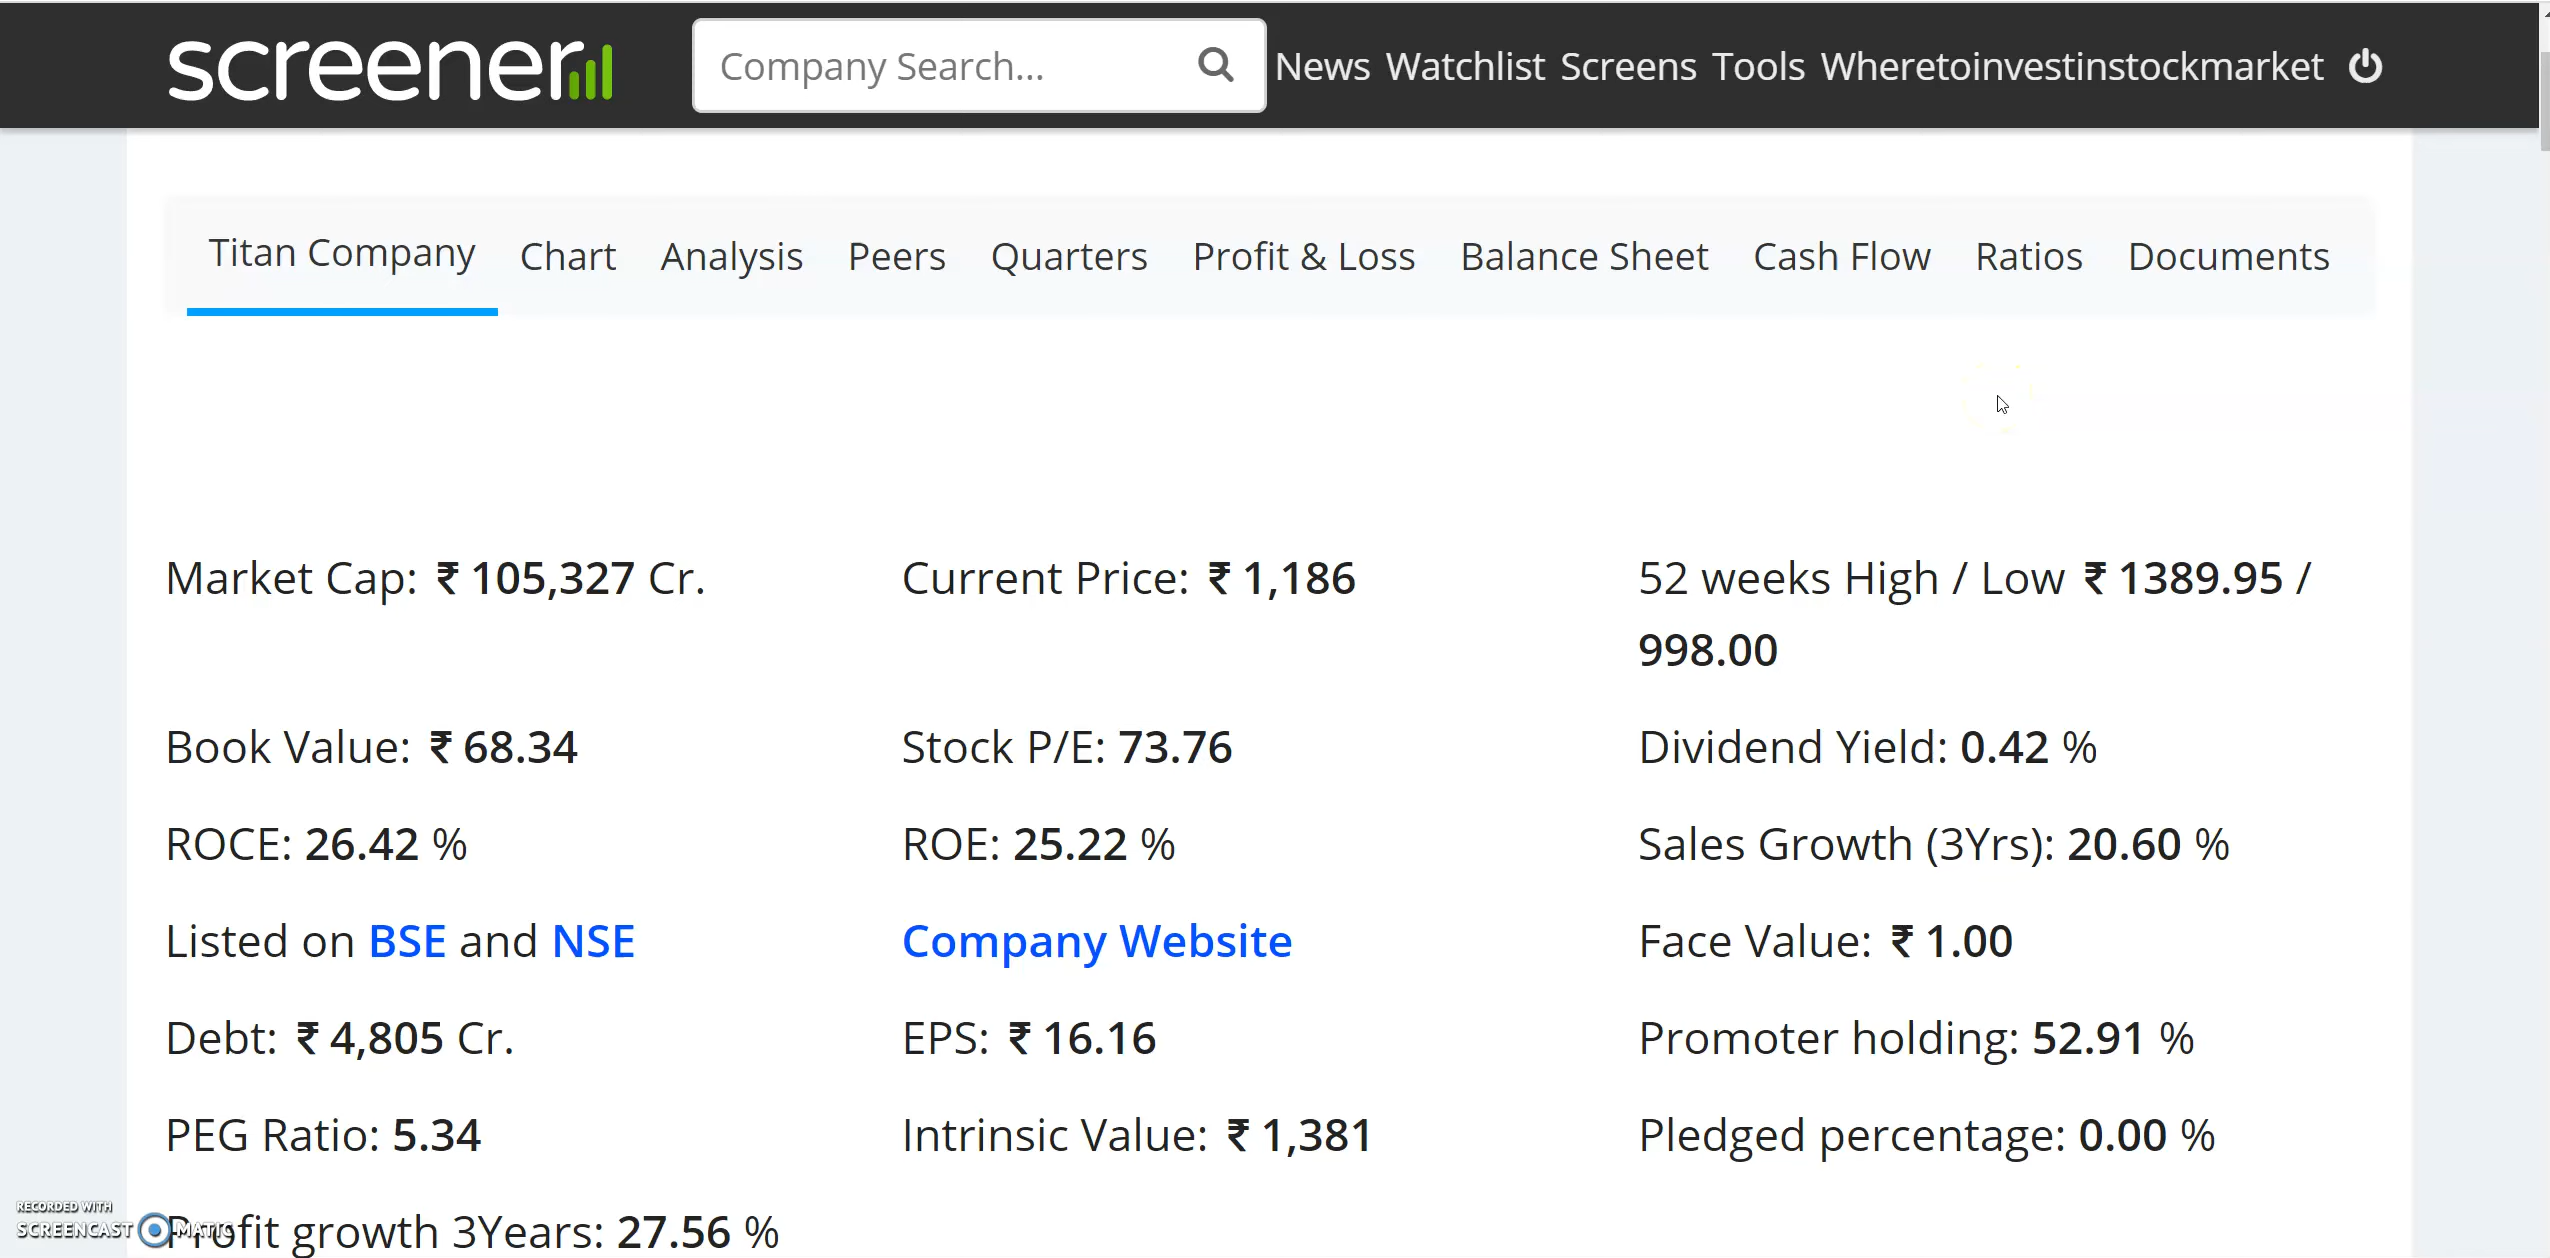 screener
Company Search... News Watchlist Screens Tools Wheretoinvestinstockmarket
Titan Company Chart Analysis Peers Quarters Profit & Loss Balance Sheet Cash Flow Ratios Documents
Market Cap: ₹ 105,327 Cr. Current Price: ₹ 1,186 52 weeks High / Low ₹ 1389.95 /
998.00
Book Value: ₹ 68.34 Stock P/E: 73.76 Dividend Yield: 0.42 %
ROCE: 26.42 % ROE: 25.22 % Sales Growth (3Yrs): 20.60 %
Listed on BSE and NSE Company Website Face Value: ₹ 1.00
Debt: ₹ 4,805 Cr. EPS: ₹ 16.16 Promoter holding: 52.91 %
PEG Ratio: 5.34 Intrinsic Value: ₹ 1,381 Pledged percentage: 0.00 %
Profit growth 3Years: 27.56 %
RECORDED WITH
SCREENCAST MATIC